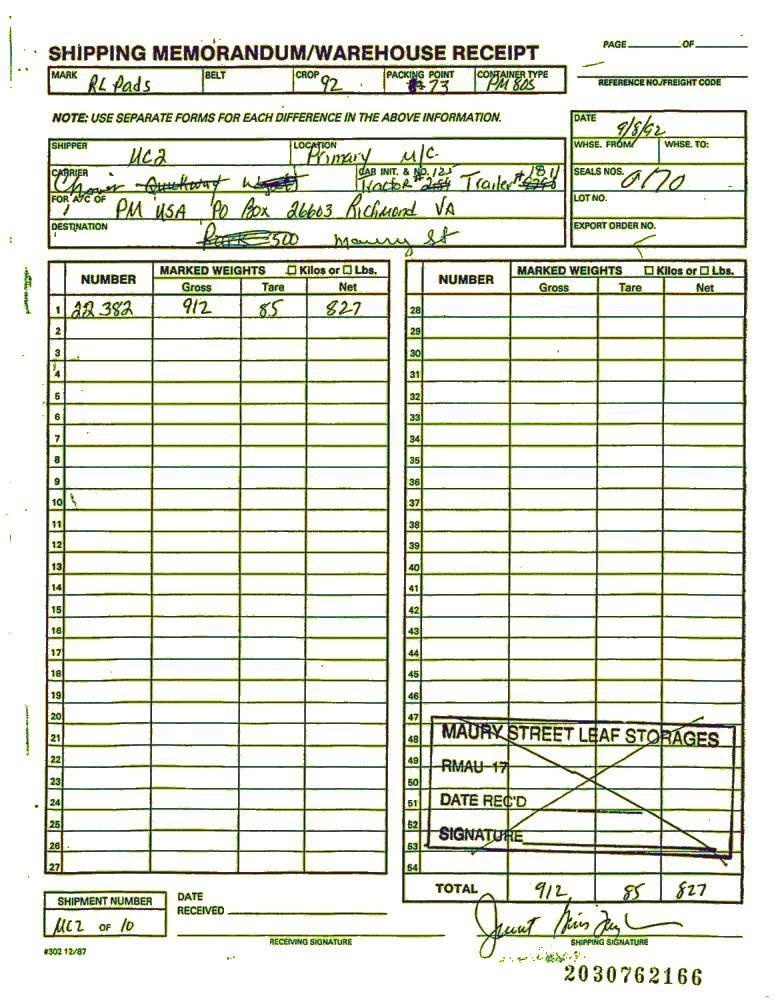 PAGE OF
SHIPPING MEMORANDUM/WAREHOUSE RECEIPT
MARK RL Pads BELT CROP 92 PACKING POINT 73 CONTAINER TYPE PM 80S
REFERENCE NO./FREIGHT CODE
NOTE: USE SEPARATE FORMS FOR EACH DIFFERENCE IN THE ABOVE INFORMATION.
DATE 9/8/92
SHIPPER MC2 LOCATION Primary M/C
WHSE. FROM WHSE. TO:
CARRIER CAR INIT. & NO. 125 Tractor # Trailer # 1811
SEALS NOS. 0170
FOR A/C OF PM USA PO Box 26603 Richmond VA
LOT NO.
DESTINATION 500 Maury St
EXPORT ORDER NO.
NUMBER MARKED WEIGHTS Kilos or Lbs.
Gross Tare Net
NUMBER MARKED WEIGHTS Kilos or Lbs.
Gross Tare Net
1 22 382 912 85 827 28
2 29
3 30
4 31
5 32
6 33
7 34
8 35
9 36
10 37
11 38
12 39
13 40
14 41
15 42
16 43
17 44
18 45
19 46
20 47
21 48 MAURY STREET LEAF STORAGES
22 49 RMAU-17
23 50
24 51 DATE REC'D
25 52
26 53 SIGNATURE
27 54
TOTAL 912 85 827
SHIPMENT NUMBER
MC2 OF 10
DATE
RECEIVED
RECEIVING SIGNATURE
SHIPPING SIGNATURE
#302 12/87
2030762166